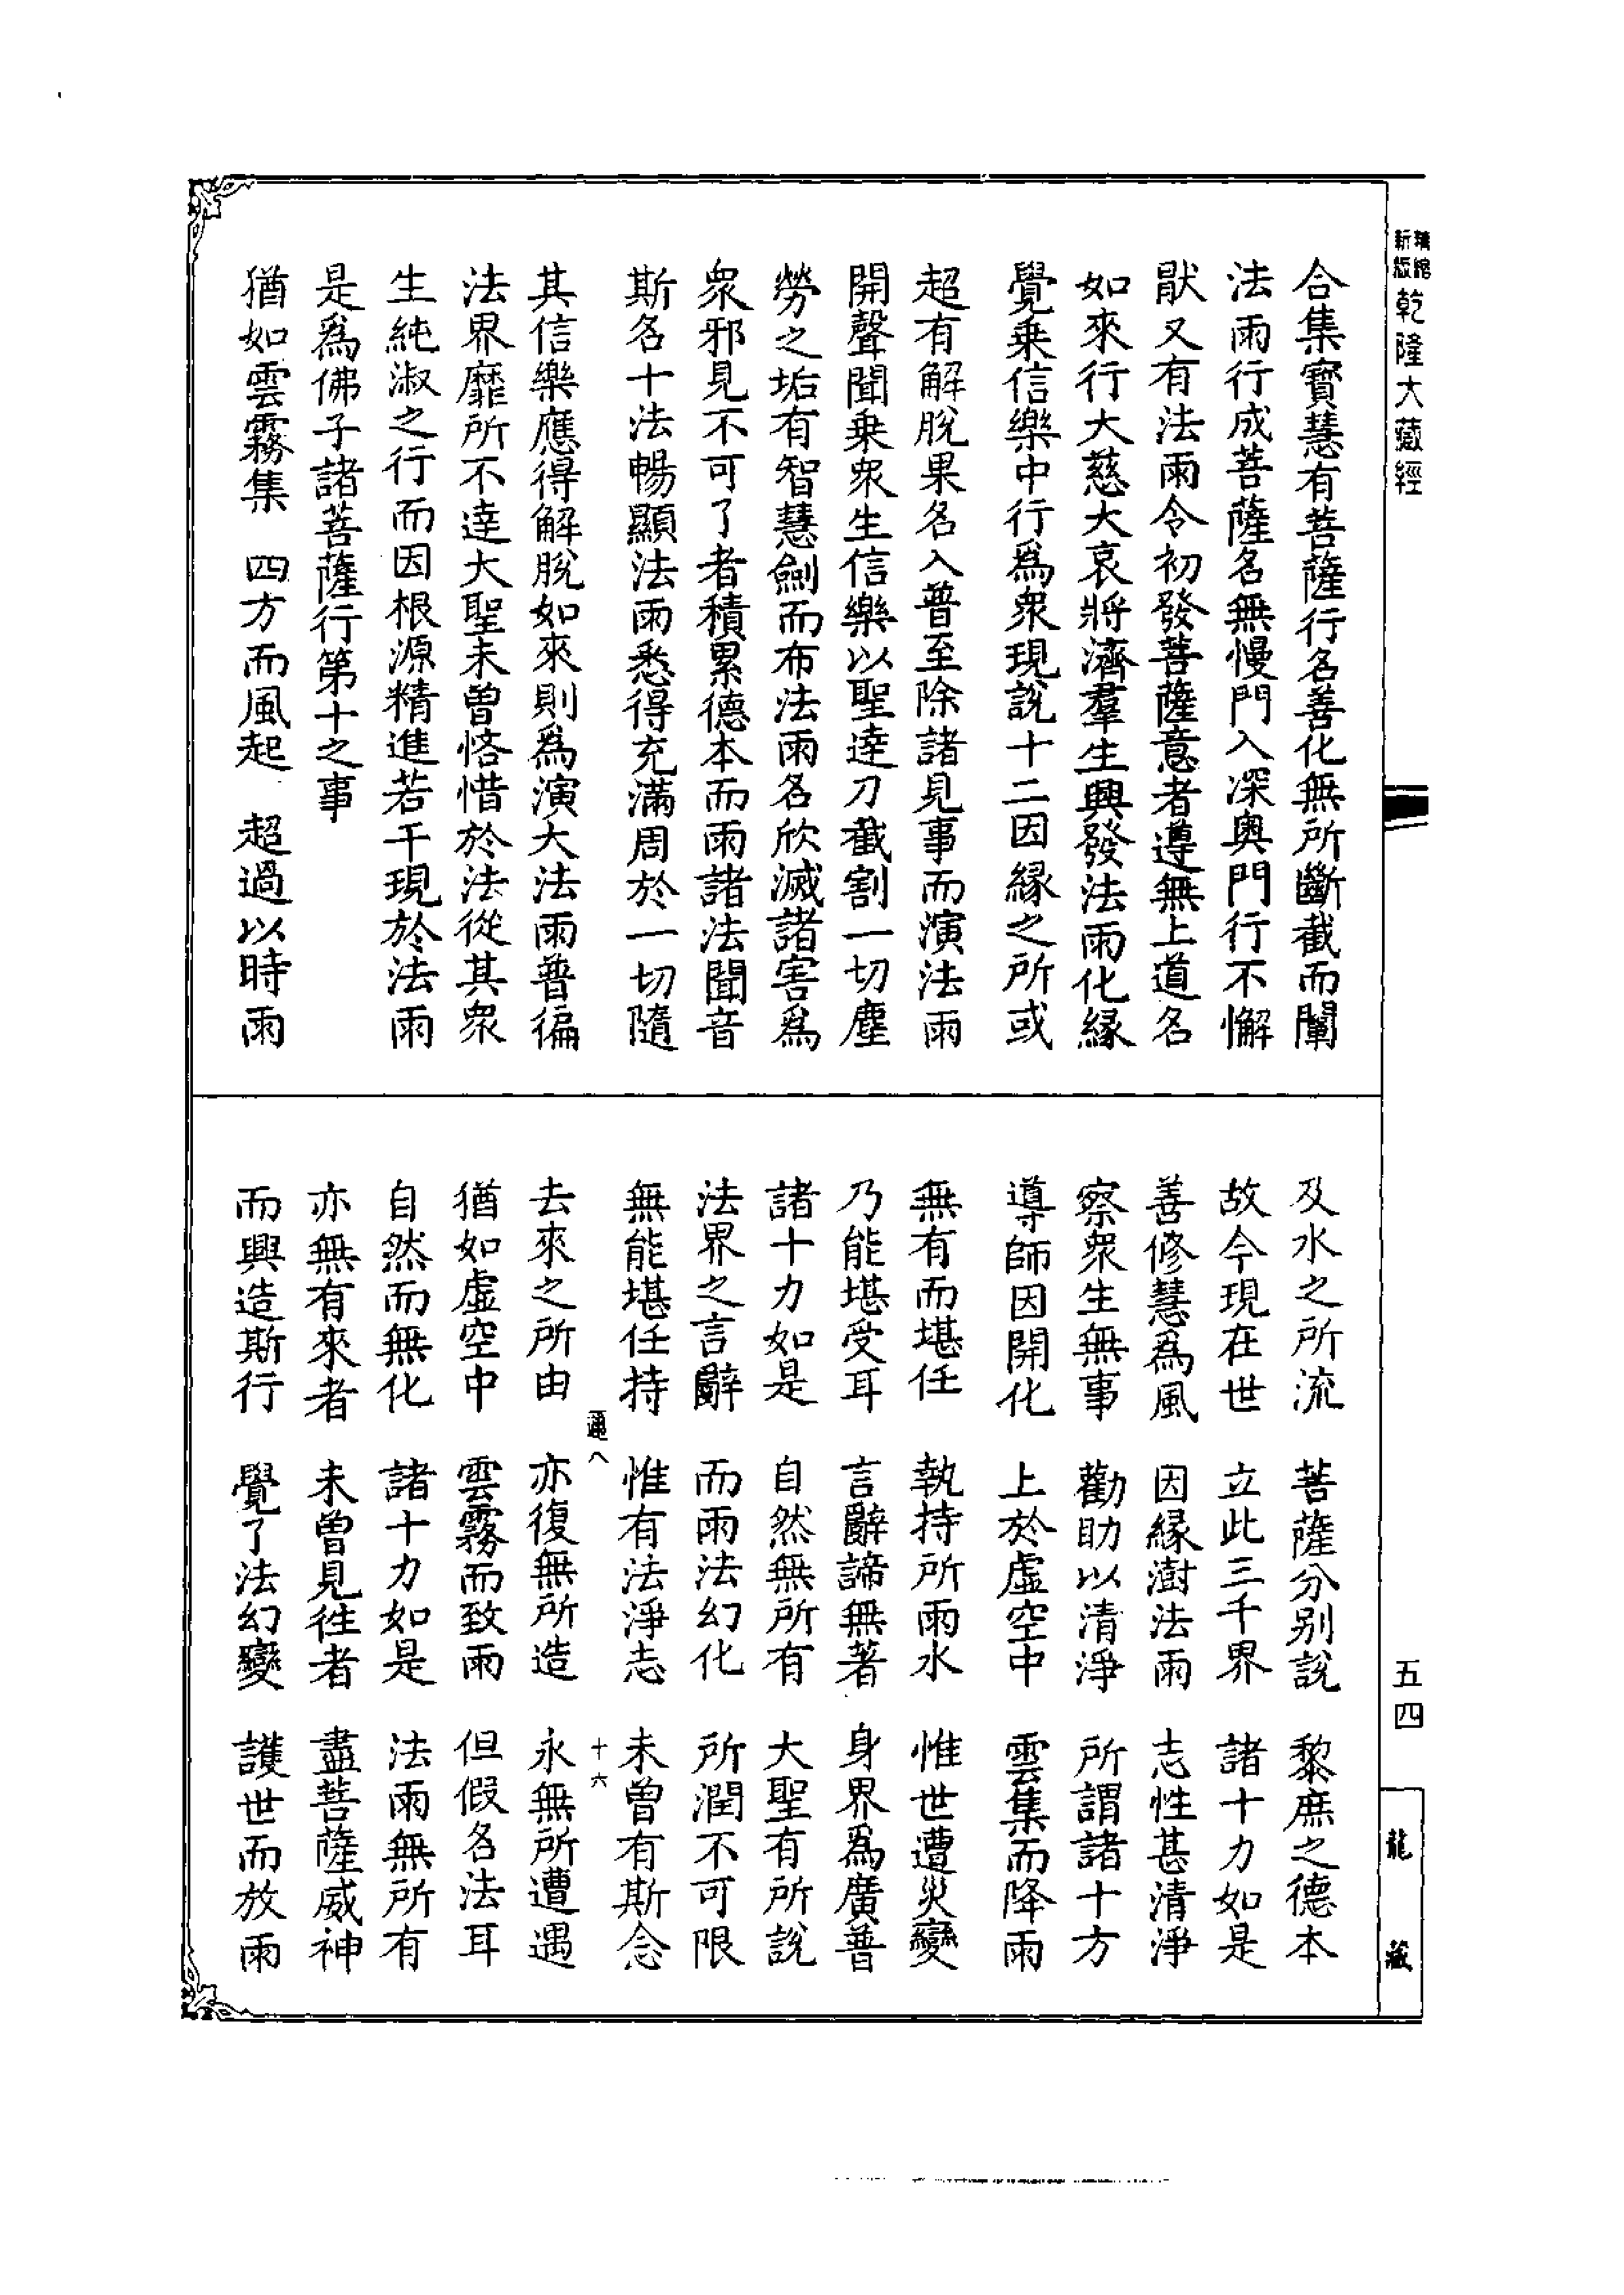 精縮新版乾隆大藏經
合集寶慧有菩薩行名善化無所斷截而闡
法雨行成菩薩名無慢門入深奧門行不懈
厭又有法雨令初發菩薩意者遵無上道名
如來行大慈大哀將濟羣生興發法雨化緣
覺乗信樂中行爲衆現說十二因緣之所或
超有解脫果名入普至除諸見事而演法雨
開聲聞乗衆生信樂以聖逹刀截割一切塵
勞之垢有智慧劍而布法雨名欣滅諸害爲
衆邪見不可了者積累德本而雨諸法聞音
斯名十法暢顯法雨悉得充滿周於一切隨
其信樂應得解脫如來則爲演大法雨普徧
法界靡所不逹大聖未曽悋惜於法從其衆
生純淑之行而因根源精進若干現於法雨
是爲佛子諸菩薩行第十之事
猶如雲霧集　四方而風起　超過以時雨
及水之所流　菩薩分别說　黎庶之德本
故今現在世　立此三千界　諸十力如是
善修慧爲風　因緣澍法雨　志性甚清淨
察衆生無事　勸助以清淨　所謂諸十方
導師因開化　上於虛空中　雲集而降雨
無有而堪任　執持所雨水　惟世遭災變
乃能堪受耳　言辭諦無著　身界爲廣普
諸十力如是　自然無所有　大聖有所說
法界之言辭　而雨法幻化　所潤不可限
無能堪任持　惟有法淨志　未曽有斯念
邇八　十六
去來之所由　亦復無所造　永無所遭遇
猶如虛空中　雲霧而致雨　但假名法耳
自然而無化　諸十力如是　法雨無所有
亦無有來者　未曽見徃者　盡菩薩威神
而興造斯行　覺了法幻變　護世而放雨
五四
龍藏